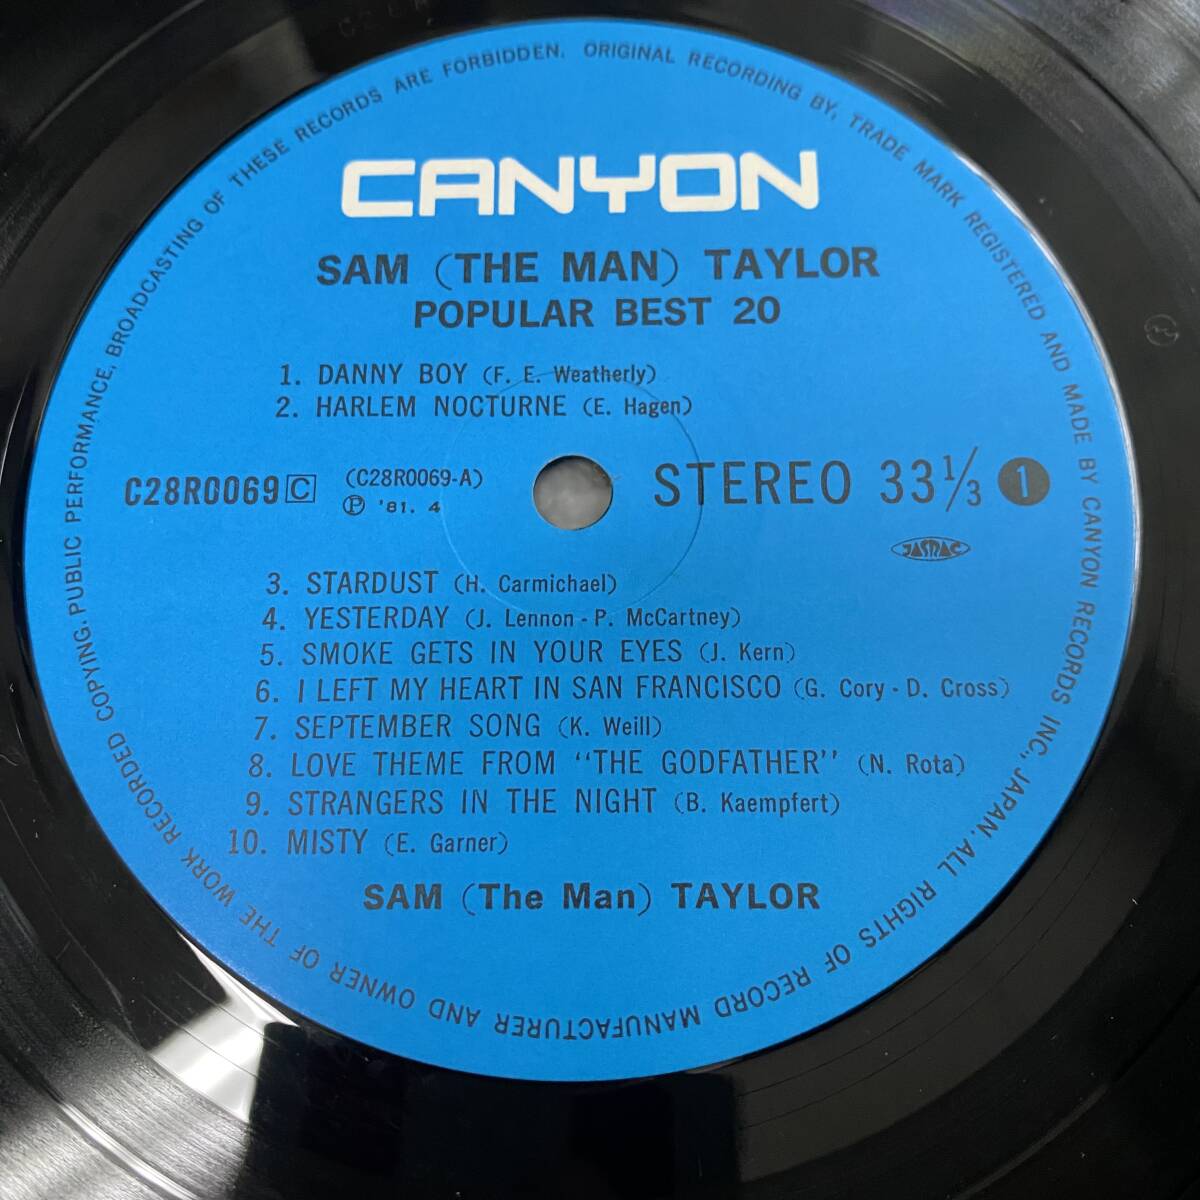 CANYON
SAM (THE MAN) TAYLOR
POPULAR BEST 20
1. DANNY BOY (F. E. Weatherly)
2. HARLEM NOCTURNE (E. Hagen)
C28R0069 C
(C28R0069-A)
Ⓟ '81. 4
STEREO 33 1/3 1
JASRAC
3. STARDUST (H. Carmichael)
4. YESTERDAY (J. Lennon - P. McCartney)
5. SMOKE GETS IN YOUR EYES (J. Kern)
6. I LEFT MY HEART IN SAN FRANCISCO (G. Cory - D. Cross)
7. SEPTEMBER SONG (K. Weill)
8. LOVE THEME FROM "THE GODFATHER" (N. Rota)
9. STRANGERS IN THE NIGHT (B. Kaempfert)
10. MISTY (E. Garner)
SAM (The Man) TAYLOR
ORIGINAL RECORDING BY, TRADE MARK REGISTERED AND MADE BY CANYON RECORDS INC., JAPAN. ALL RIGHTS OF RECORD MANUFACTURER AND OWNER OF THE WORK RECORDED COPYING. PUBLIC PERFORMANCE, BROADCASTING OF THESE RECORDS ARE FORBIDDEN.